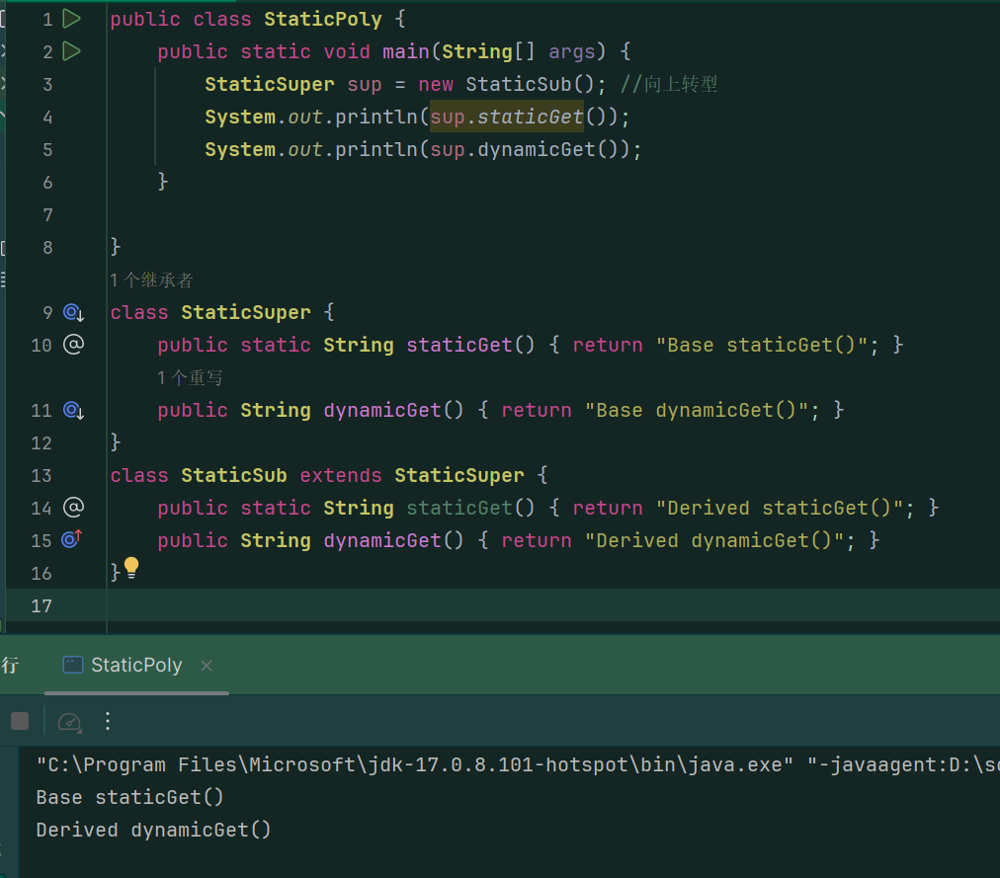 1 public class StaticPoly {
2 public static void main(String[] args) {
3 StaticSuper sup = new StaticSub(); //向上转型
4 System.out.println(sup.staticGet());
5 System.out.println(sup.dynamicGet());
6 }
7
8 }
1 个继承者
9 class StaticSuper {
10 @ public static String staticGet() { return "Base staticGet()"; }
1 个重写
11 public String dynamicGet() { return "Base dynamicGet()"; }
12 }
13 class StaticSub extends StaticSuper {
14 @ public static String staticGet() { return "Derived staticGet()"; }
15 public String dynamicGet() { return "Derived dynamicGet()"; }
16 }
17
行 StaticPoly
"C:\Program Files\Microsoft\jdk-17.0.8.101-hotspot\bin\java.exe" "-javaagent:D:\so
Base staticGet()
Derived dynamicGet()